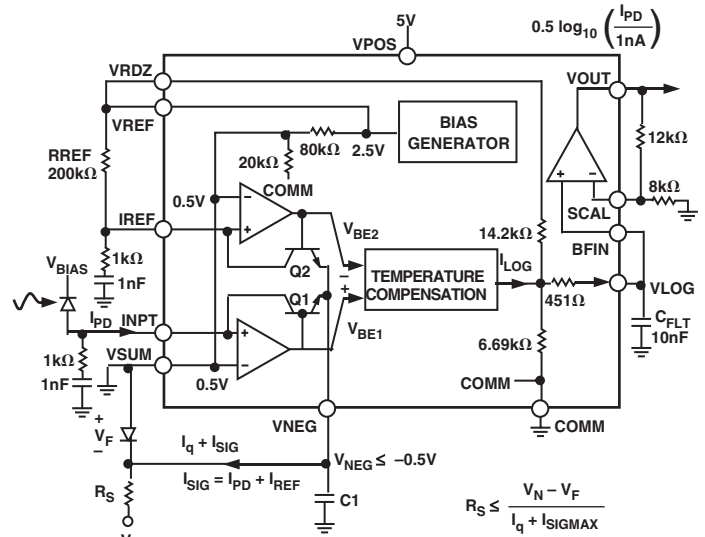 5V
0.5 log10 (IPD / 1nA)
VPOS
VRDZ
VOUT
VREF
BIAS
GENERATOR
80kΩ
2.5V
RREF
200kΩ
20kΩ
COMM
12kΩ
0.5V
8kΩ
SCAL
IREF
VBE2
14.2kΩ
BFIN
1kΩ
1nF
VBIAS
Q2
TEMPERATURE
COMPENSATION
ILOG
Q1
451Ω
VLOG
IPD
INPT
VBE1
CFLT
10nF
1kΩ
1nF
VSUM
0.5V
6.69kΩ
COMM
VNEG
COMM
+
VF
–
Iq + ISIG
VNEG ≤ –0.5V
ISIG = IPD + IREF
RS
C1
RS ≤ (VN – VF) / (Iq + ISIGMAX)